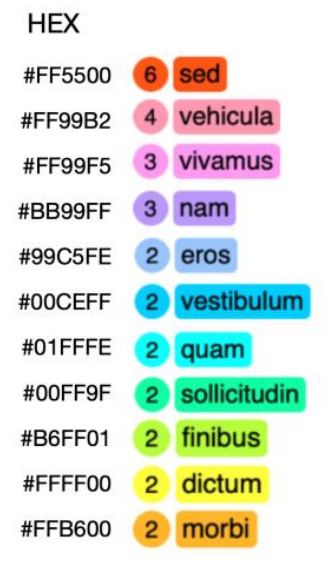 HEX
#FF5500 6 sed
#FF99B2 4 vehicula
#FF99F5 3 vivamus
#BB99FF 3 nam
#99C5FE 2 eros
#00CEFF 2 vestibulum
#01FFFE 2 quam
#00FF9F 2 sollicitudin
#B6FF01 2 finibus
#FFFF00 2 dictum
#FFB600 2 morbi